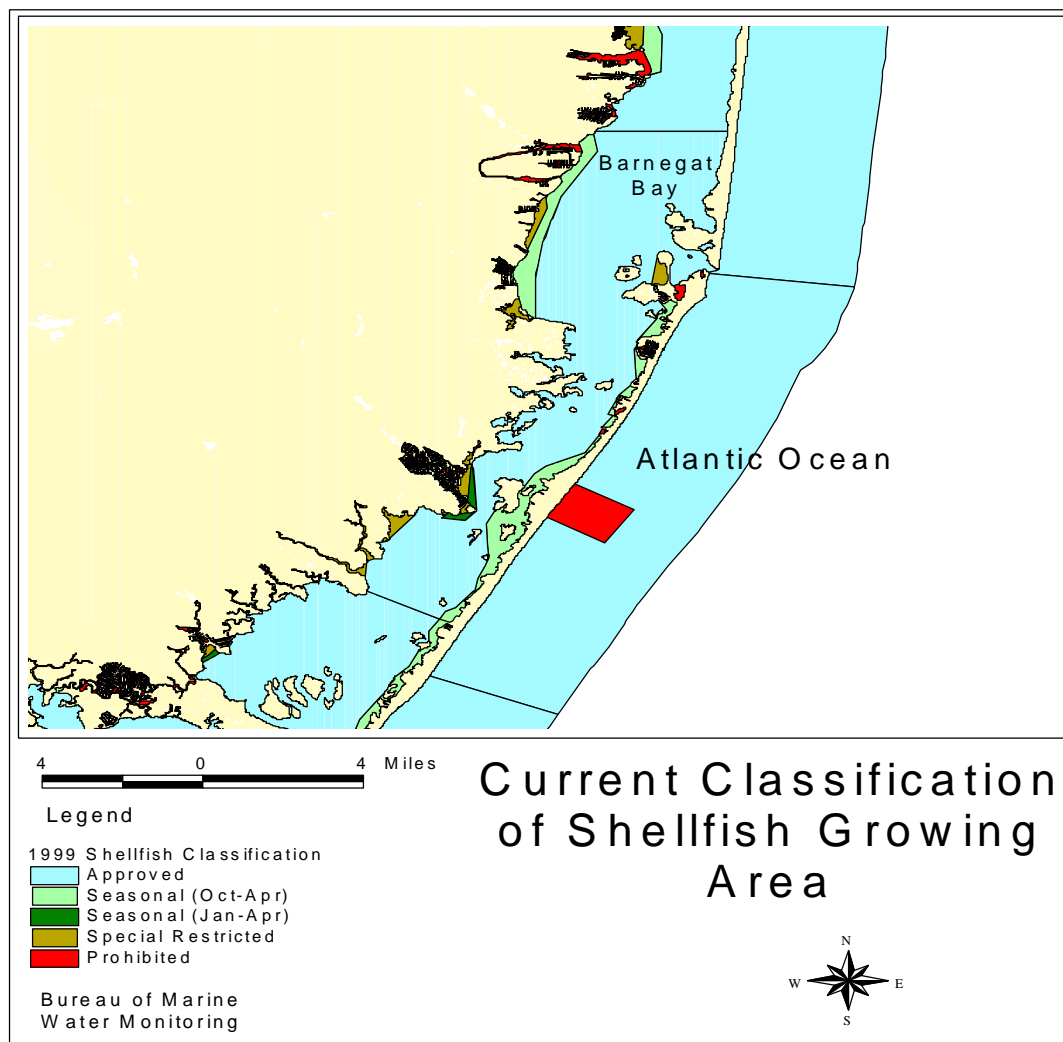 Barnegat
Bay
Atlantic Ocean
4 0 4 Miles
Legend
1999 Shellfish Classification
Approved
Seasonal (Oct-Apr)
Seasonal (Jan-Apr)
Special Restricted
Prohibited
Bureau of Marine
Water Monitoring
Current Classification
of Shellfish Growing
Area
N
W E
S